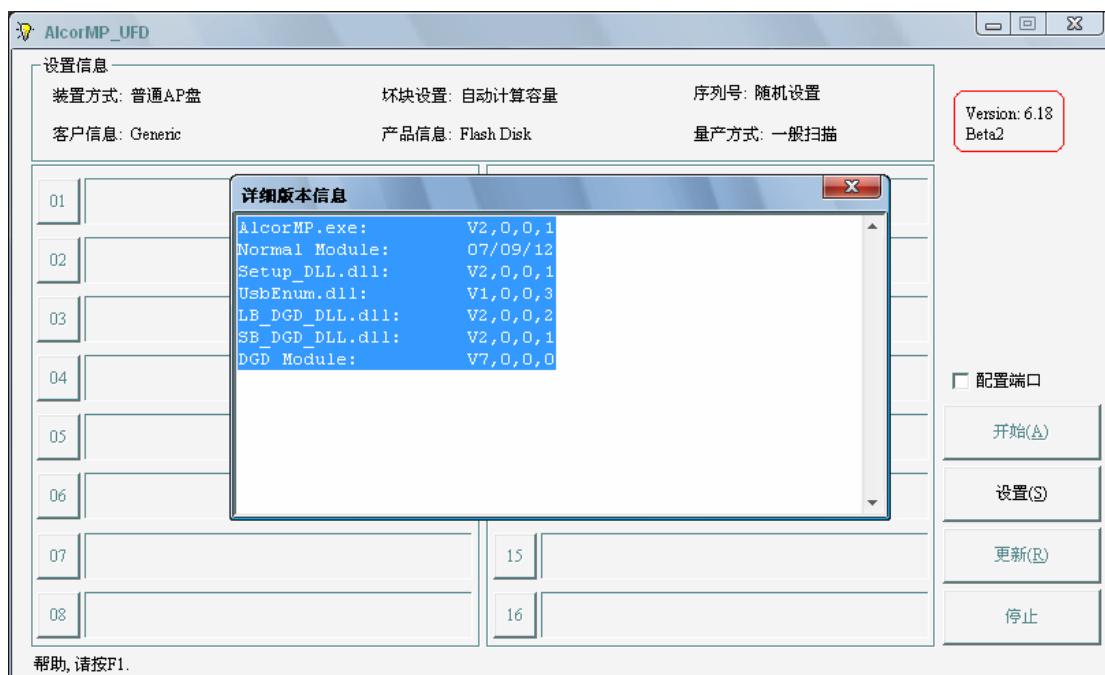 AlcorMP_UFD
设置信息
装置方式: 普通AP盘
坏块设置: 自动计算容量
序列号: 随机设置
客户信息: Generic
产品信息: Flash Disk
量产方式: 一般扫描
Version: 6.18
Beta2
详细版本信息
AlcorMP.exe: V2,0,0,1
Normal Module: 07/09/12
Setup_DLL.dll: V2,0,0,1
UsbEnum.dll: V1,0,0,3
LB_DGD_DLL.dll: V2,0,0,2
SB_DGD_DLL.dll: V2,0,0,1
DGD Module: V7,0,0,0
01
02
03
04
05
06
07
08
15
16
配置端口
开始(A)
设置(S)
更新(R)
停止
帮助, 请按F1.